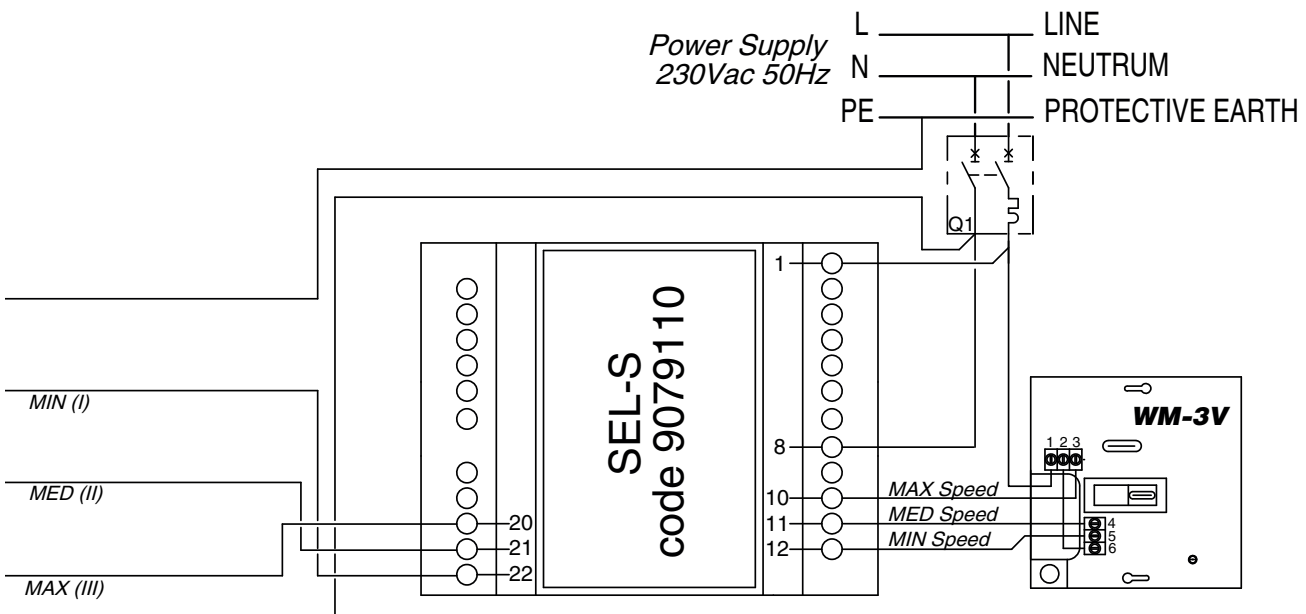 L LINE
Power Supply
230Vac 50Hz N NEUTRUM
PE PROTECTIVE EARTH
Q1
1
SEL-S
code 9079110
MIN (I)
WM-3V
1 2 3
8
MED (II)
10 MAX Speed
20 11 MED Speed 4
21 12 MIN Speed 5
22 6
MAX (III)